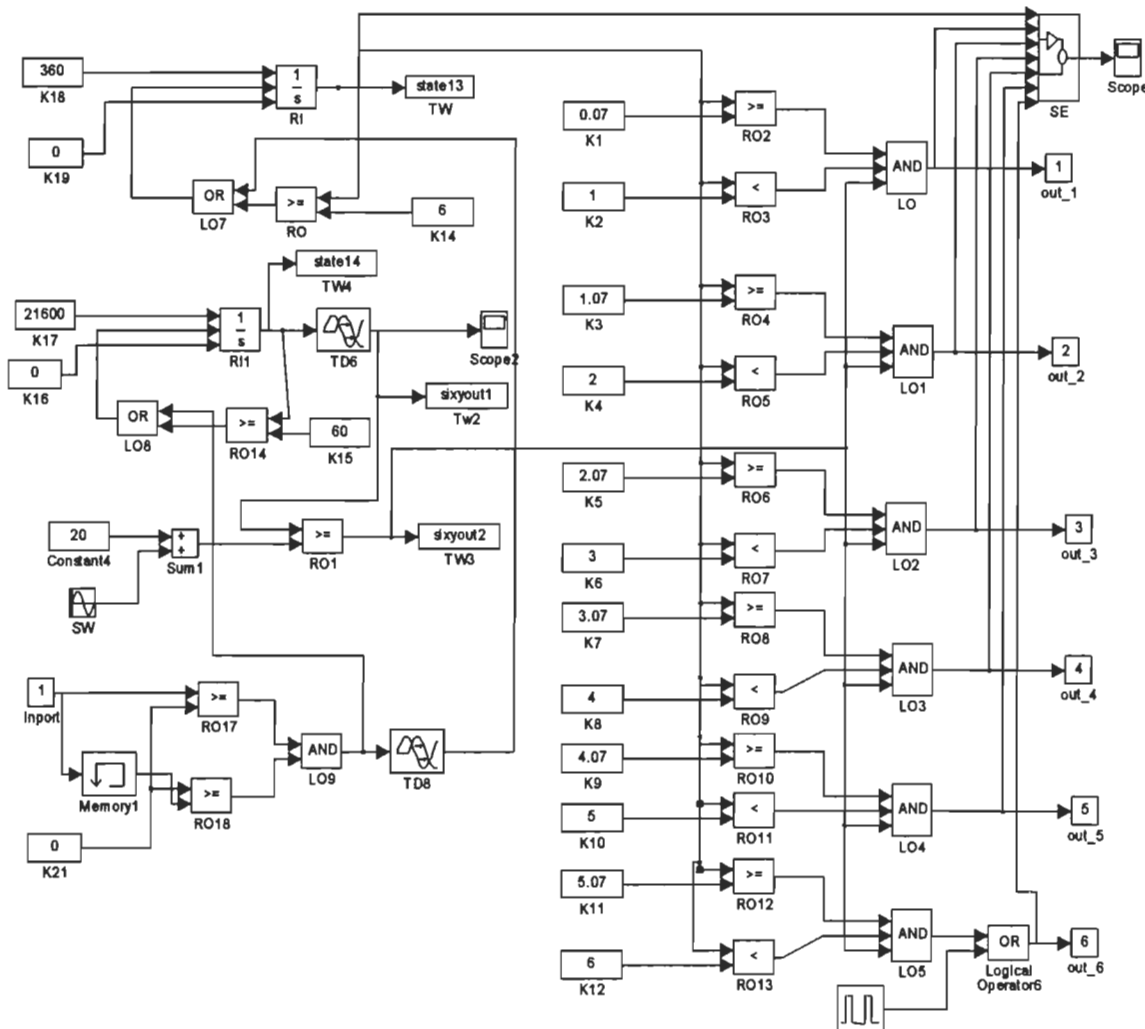 360
K18
0
K19
1
s
RI
state13
TW
OR
LO7
>=
RO
6
K14
state14
TW4
21600
K17
0
K16
1
s
RI1
TD6
Scope2
sixyout1
Tw2
OR
LO8
>=
RO14
60
K15
20
Constant4
+
+
Sum1
SW
>=
RO1
sixyout2
TW3
1
Inport
>=
RO17
Memory1
>=
RO18
AND
LO9
TD8
0
K21
0.07
K1
>=
RO2
1
K2
<
RO3
AND
LO
1
out_1
SE
Scope
1.07
K3
>=
RO4
2
K4
<
RO5
AND
LO1
2
out_2
2.07
K5
>=
RO6
3
K6
<
RO7
AND
LO2
3
out_3
3.07
K7
>=
RO8
4
K8
<
RO9
AND
LO3
4
out_4
4.07
K9
>=
RO10
5
K10
<
RO11
AND
LO4
5
out_5
5.07
K11
>=
RO12
6
K12
<
RO13
AND
LO5
OR
Logical
Operator6
6
out_6